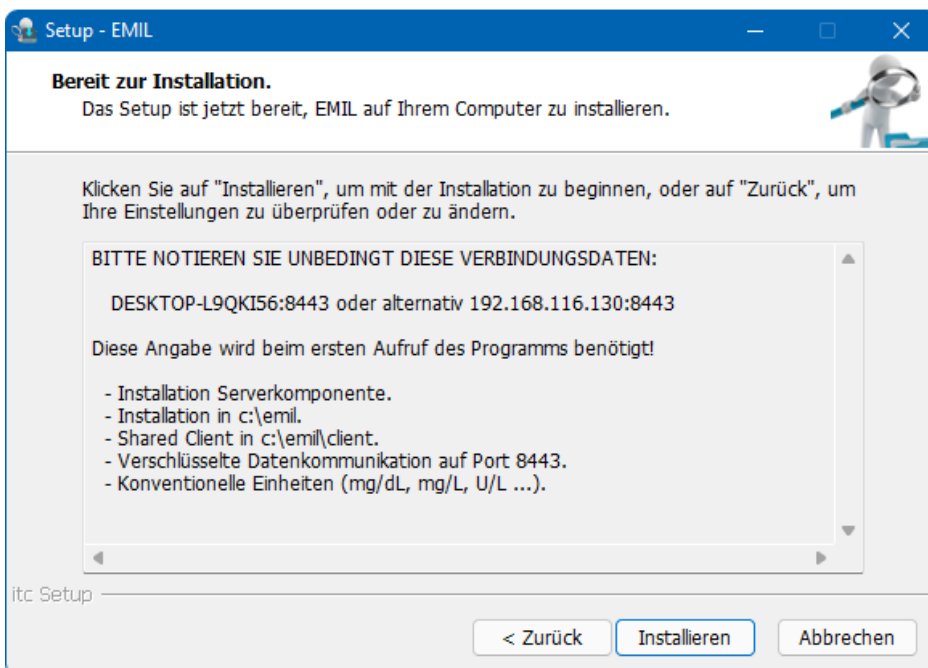 Setup - EMIL
Bereit zur Installation.
Das Setup ist jetzt bereit, EMIL auf Ihrem Computer zu installieren.
Klicken Sie auf "Installieren", um mit der Installation zu beginnen, oder auf "Zurück", um
Ihre Einstellungen zu überprüfen oder zu ändern.
BITTE NOTIEREN SIE UNBEDINGT DIESE VERBINDUNGSDATEN:
DESKTOP-L9QKI56:8443 oder alternativ 192.168.116.130:8443
Diese Angabe wird beim ersten Aufruf des Programms benötigt!
- Installation Serverkomponente.
- Installation in c:\emil.
- Shared Client in c:\emil\client.
- Verschlüsselte Datenkommunikation auf Port 8443.
- Konventionelle Einheiten (mg/dL, mg/L, U/L ...).
itc Setup
< Zurück
Installieren
Abbrechen